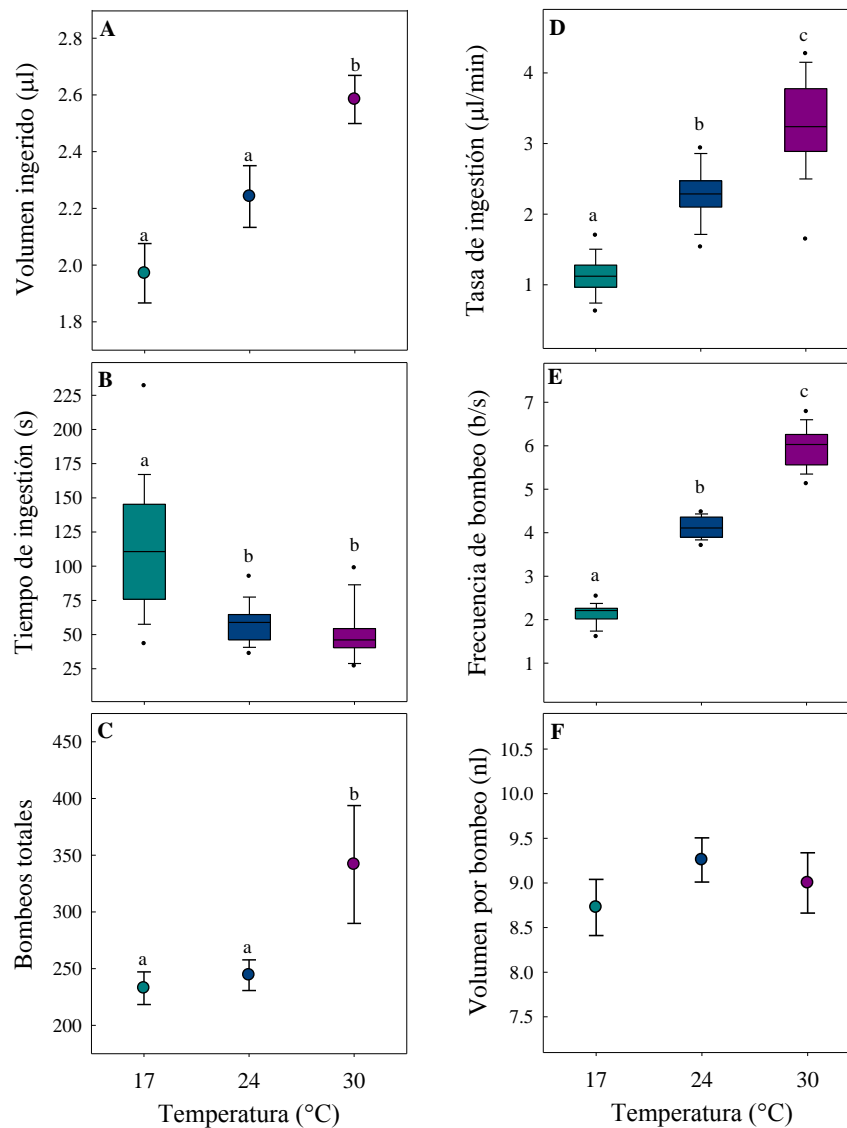 A
Volumen ingerido (µl)
2.8
2.6
2.4
2.2
2.0
1.8
a
a
b
B
Tiempo de ingestión (s)
225
200
175
150
125
100
75
50
25
a
b
b
C
Bombeos totales
450
400
350
300
250
200
a
a
b
17
24
30
Temperatura (°C)
D
Tasa de ingestión (µl/min)
4
3
2
1
a
b
c
E
Frecuencia de bombeo (b/s)
7
6
5
4
3
2
1
a
b
c
F
Volumen por bombeo (nl)
10.5
10.0
9.5
9.0
8.5
8.0
7.5
17
24
30
Temperatura (°C)